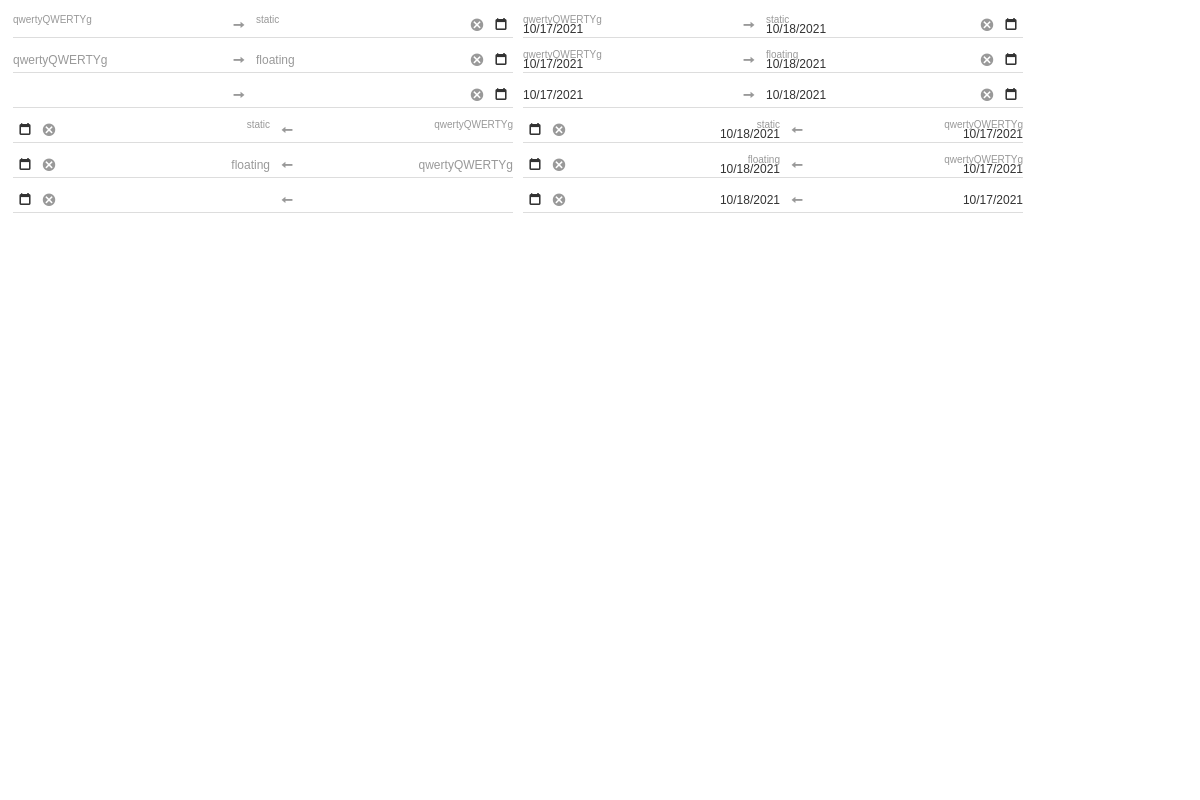 qwertyQWERTYg static qwertyQWERTYg static
10/17/2021 10/18/2021
qwertyQWERTYg floating qwertyQWERTYg floating
10/17/2021 10/18/2021
10/17/2021 10/18/2021
static qwertyQWERTYg static qwertyQWERTYg
10/18/2021 10/17/2021
floating qwertyQWERTYg floating qwertyQWERTYg
10/18/2021 10/17/2021
10/18/2021 10/17/2021